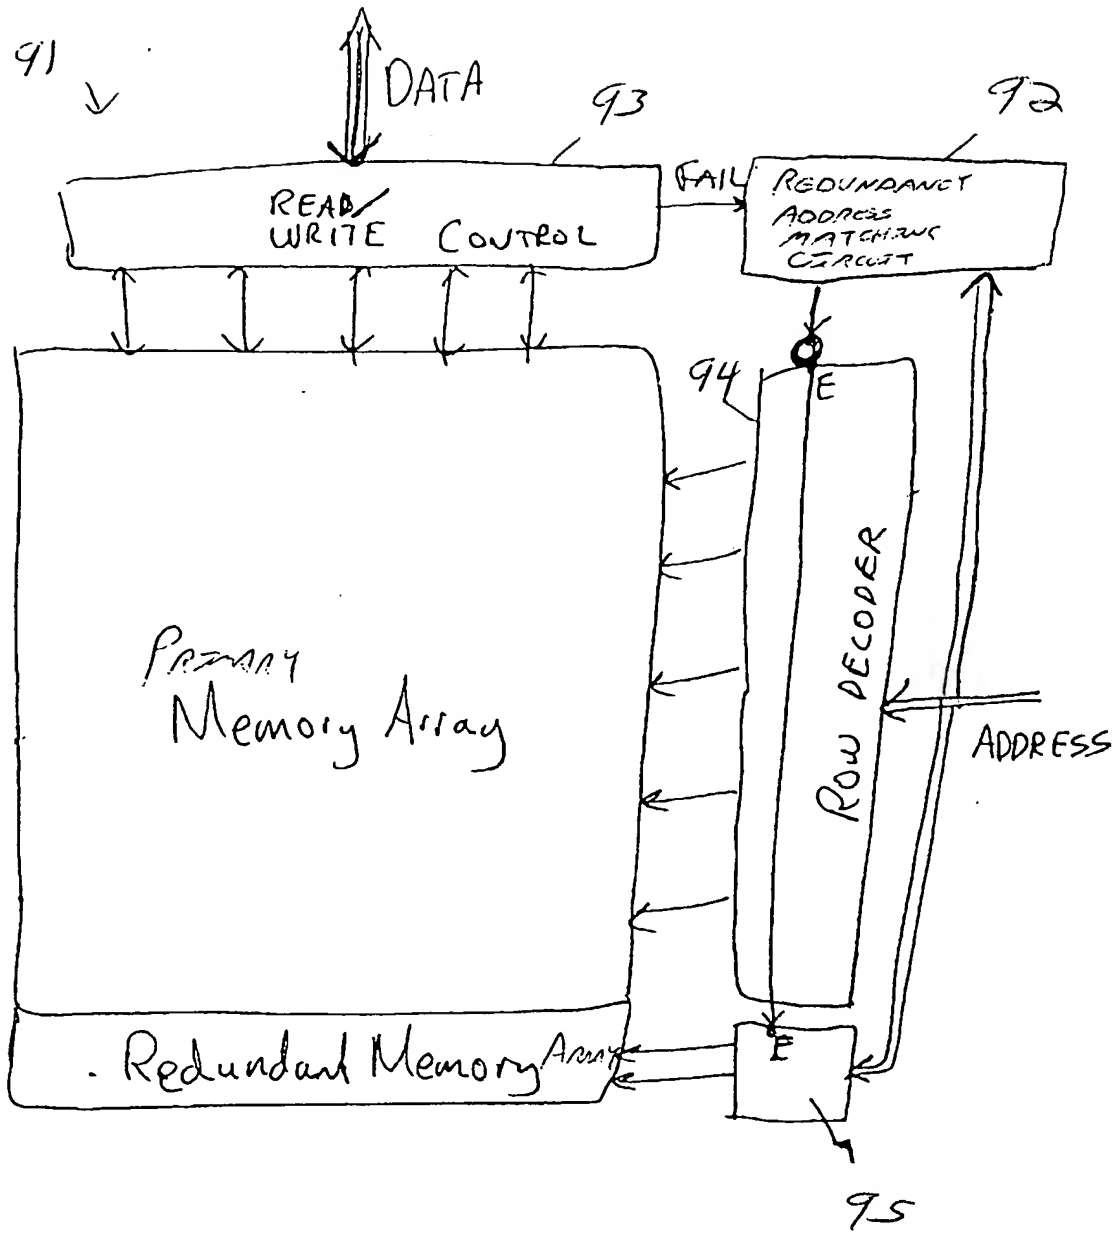 91
DATA
93
92
READ/
WRITE CONTROL
FAIL
REDUNDANCY
ADDRESS
MATCHING
CIRCUIT
94
E
ROW DECODER
ADDRESS
PRIMARY
Memory Array
Redundant Memory ARRAY
E
95